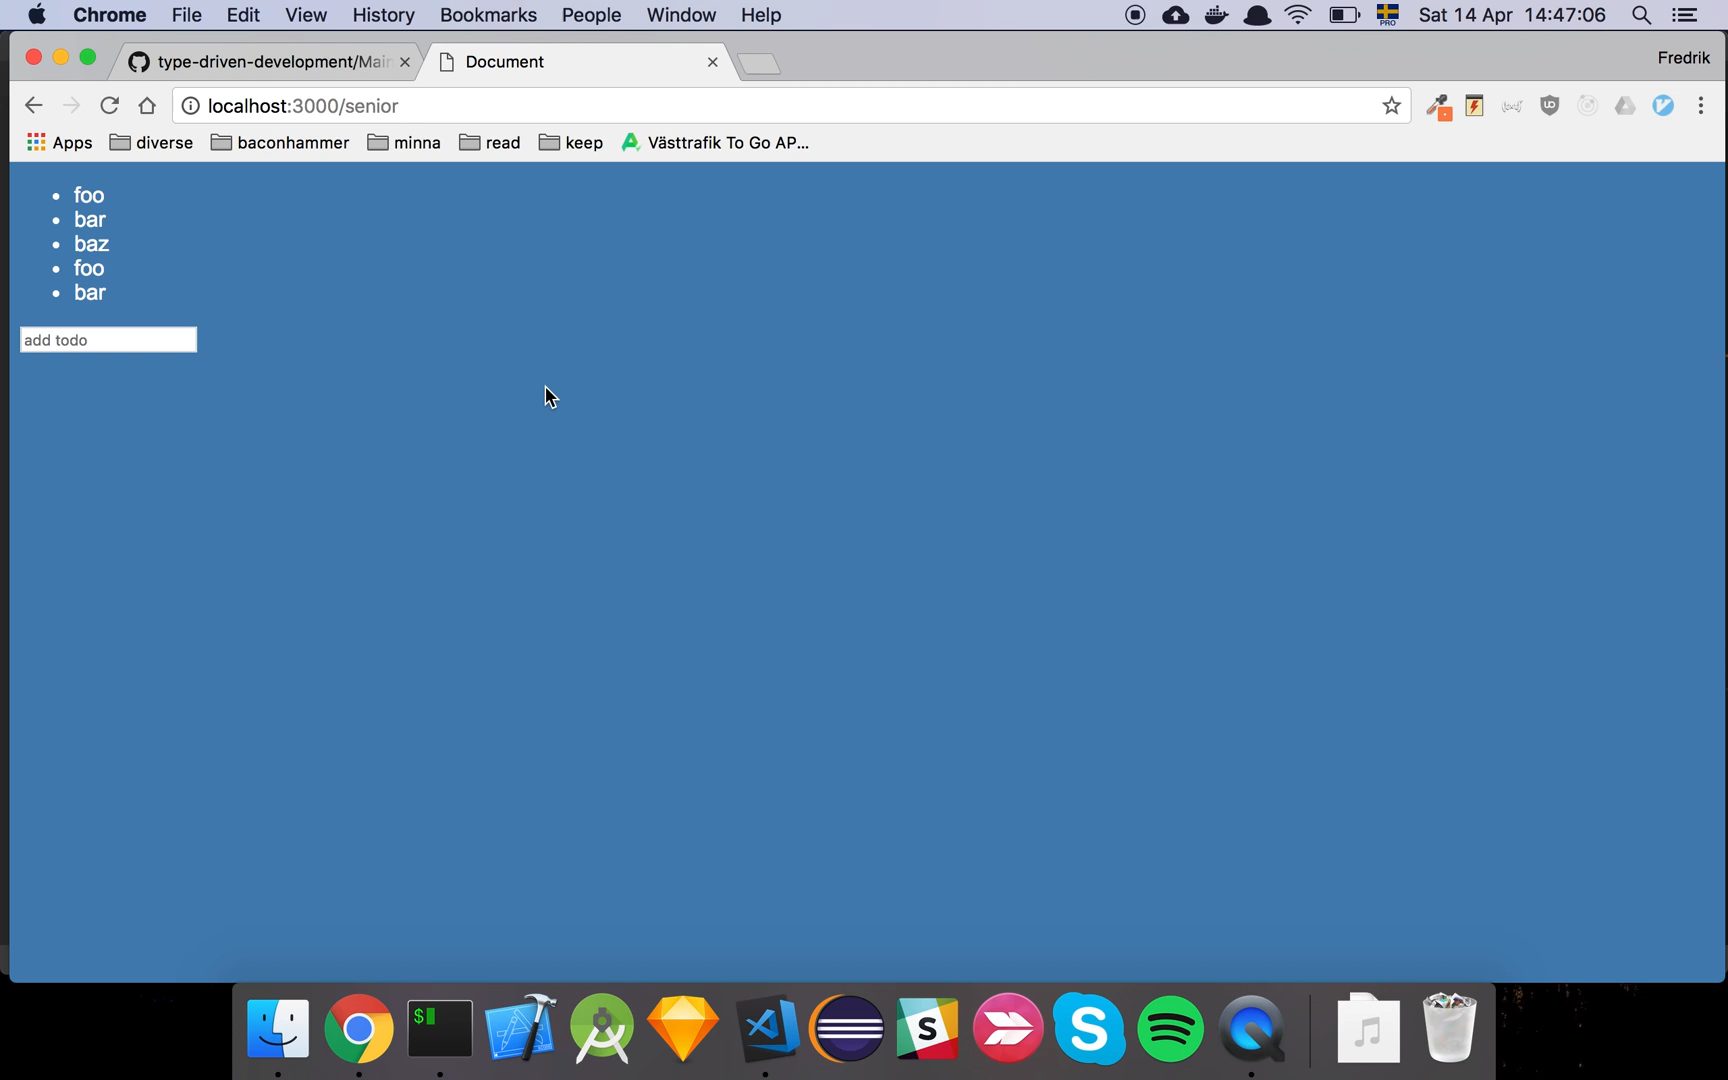 Chrome File Edit View History Bookmarks People Window Help PRO Sat 14 Apr 14:47:06
type-driven-development/Mai Document Fredrik
localhost:3000/senior
Apps diverse baconhammer minna read keep Västtrafik To Go AP...
foo
bar
baz
foo
bar
add todo
$ S S